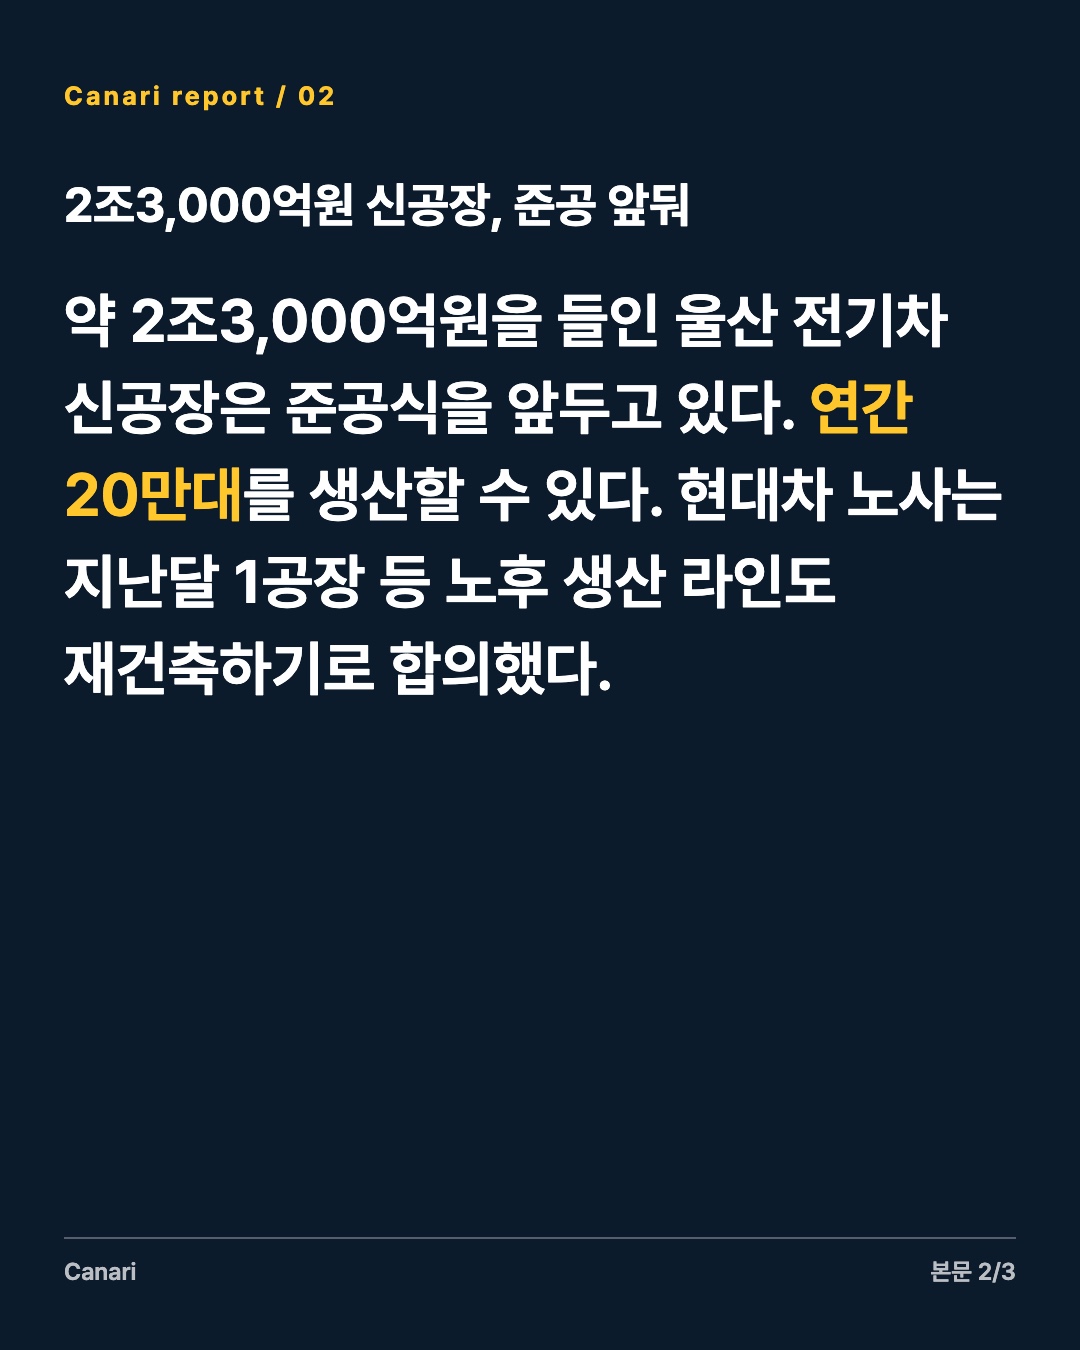 Canari report / 02
2조3,000억원 신공장, 준공 앞둬
약 2조3,000억원을 들인 울산 전기차
신공장은 준공식을 앞두고 있다. 연간
20만대를 생산할 수 있다. 현대차 노사는
지난달 1공장 등 노후 생산 라인도
재건축하기로 합의했다.
Canari
본문 2/3